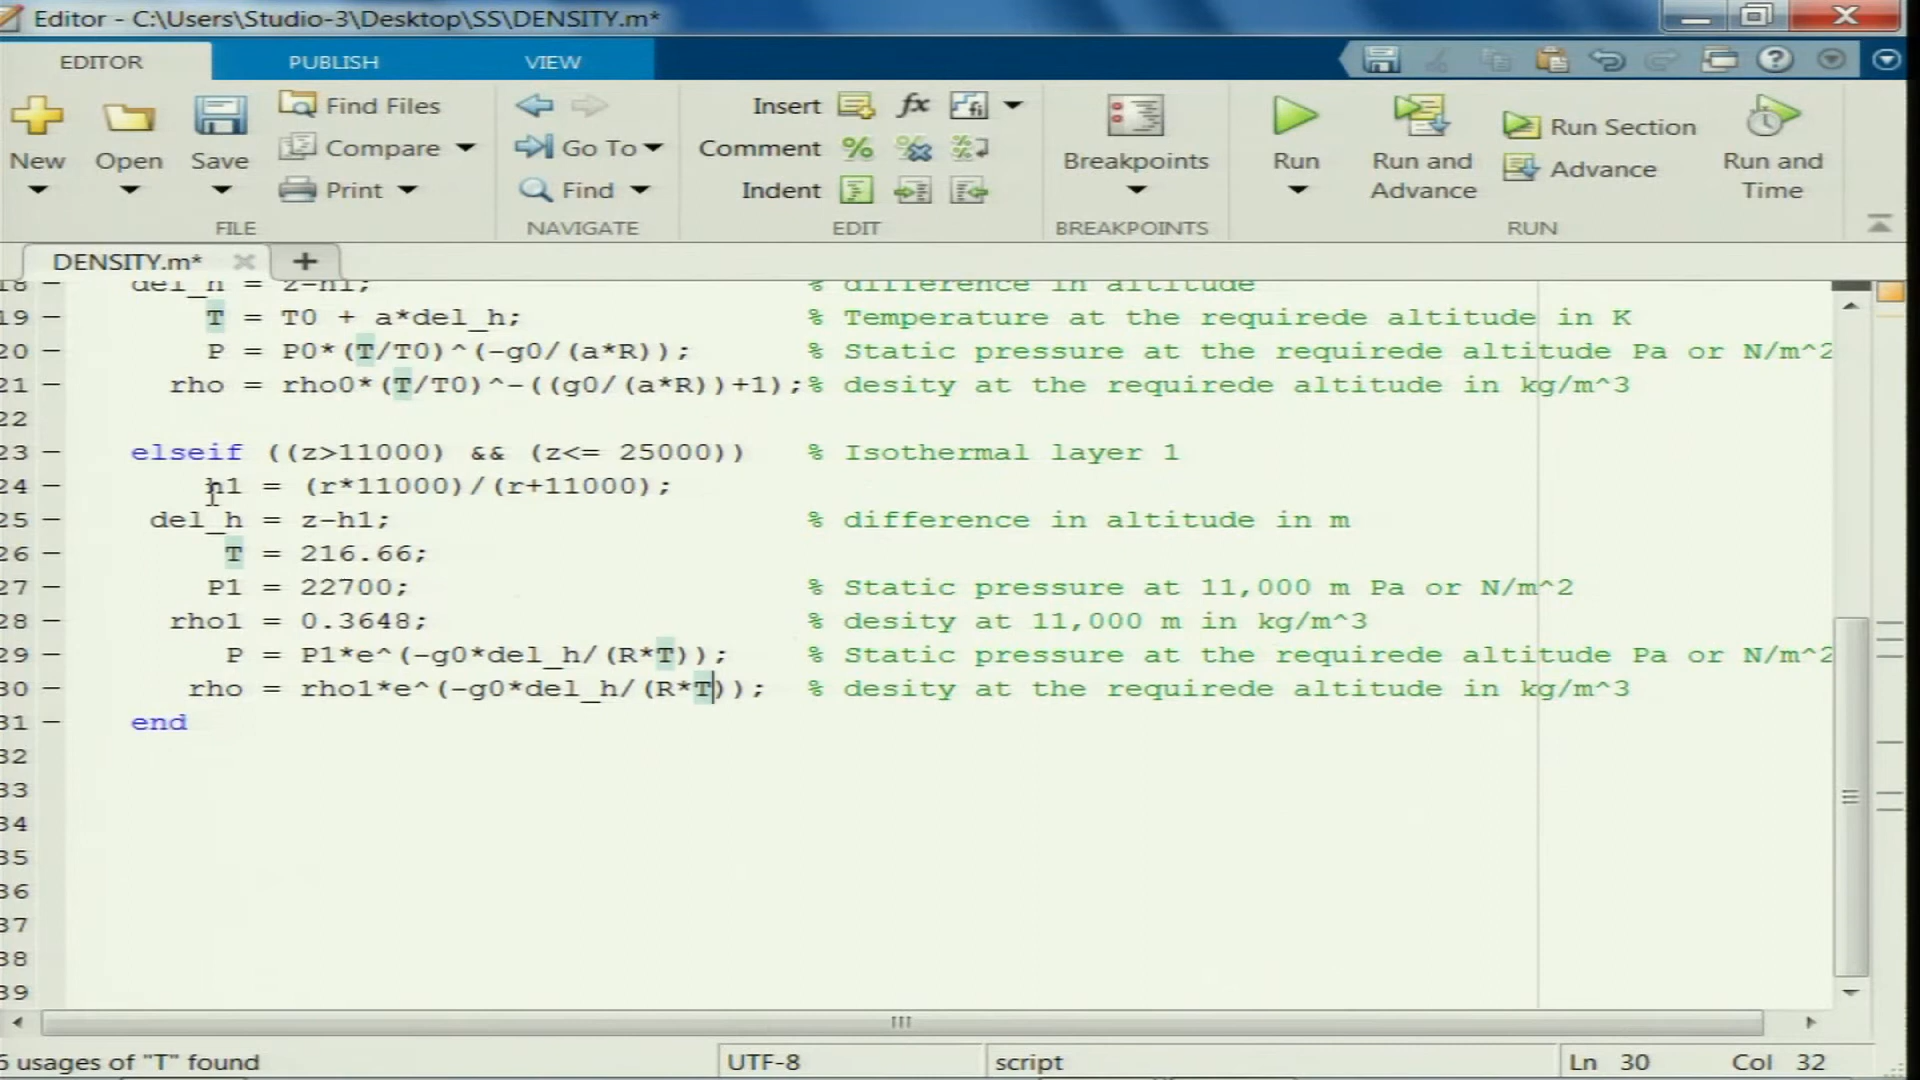 Editor - C:\Users\Studio-3\Desktop\SS\DENSITY.m*
EDITOR PUBLISH VIEW
New Open Save Find Files Compare Print FILE
Go To Find NAVIGATE
Insert fx Comment Indent EDIT
Breakpoints BREAKPOINTS
Run Run and Advance Run Section Advance Run and Time RUN
DENSITY.m*
18 — del_h = z-h1; % difference in altitude
19 — T = T0 + a*del_h; % Temperature at the requirede altitude in K
20 — P = P0*(T/T0)^(-g0/(a*R)); % Static pressure at the requirede altitude Pa or N/m^2
21 — rho = rho0*(T/T0)^-((g0/(a*R))+1);% desity at the requirede altitude in kg/m^3
22
23 — elseif ((z>11000) && (z<= 25000)) % Isothermal layer 1
24 — h1 = (r*11000)/(r+11000);
25 — del_h = z-h1; % difference in altitude in m
26 — T = 216.66;
27 — P1 = 22700; % Static pressure at 11,000 m Pa or N/m^2
28 — rho1 = 0.3648; % desity at 11,000 m in kg/m^3
29 — P = P1*e^(-g0*del_h/(R*T)); % Static pressure at the requirede altitude Pa or N/m^2
30 — rho = rho1*e^(-g0*del_h/(R*T)); % desity at the requirede altitude in kg/m^3
31 — end
32
33
34
35
36
37
38
39
6 usages of "T" found UTF-8 script Ln 30 Col 32